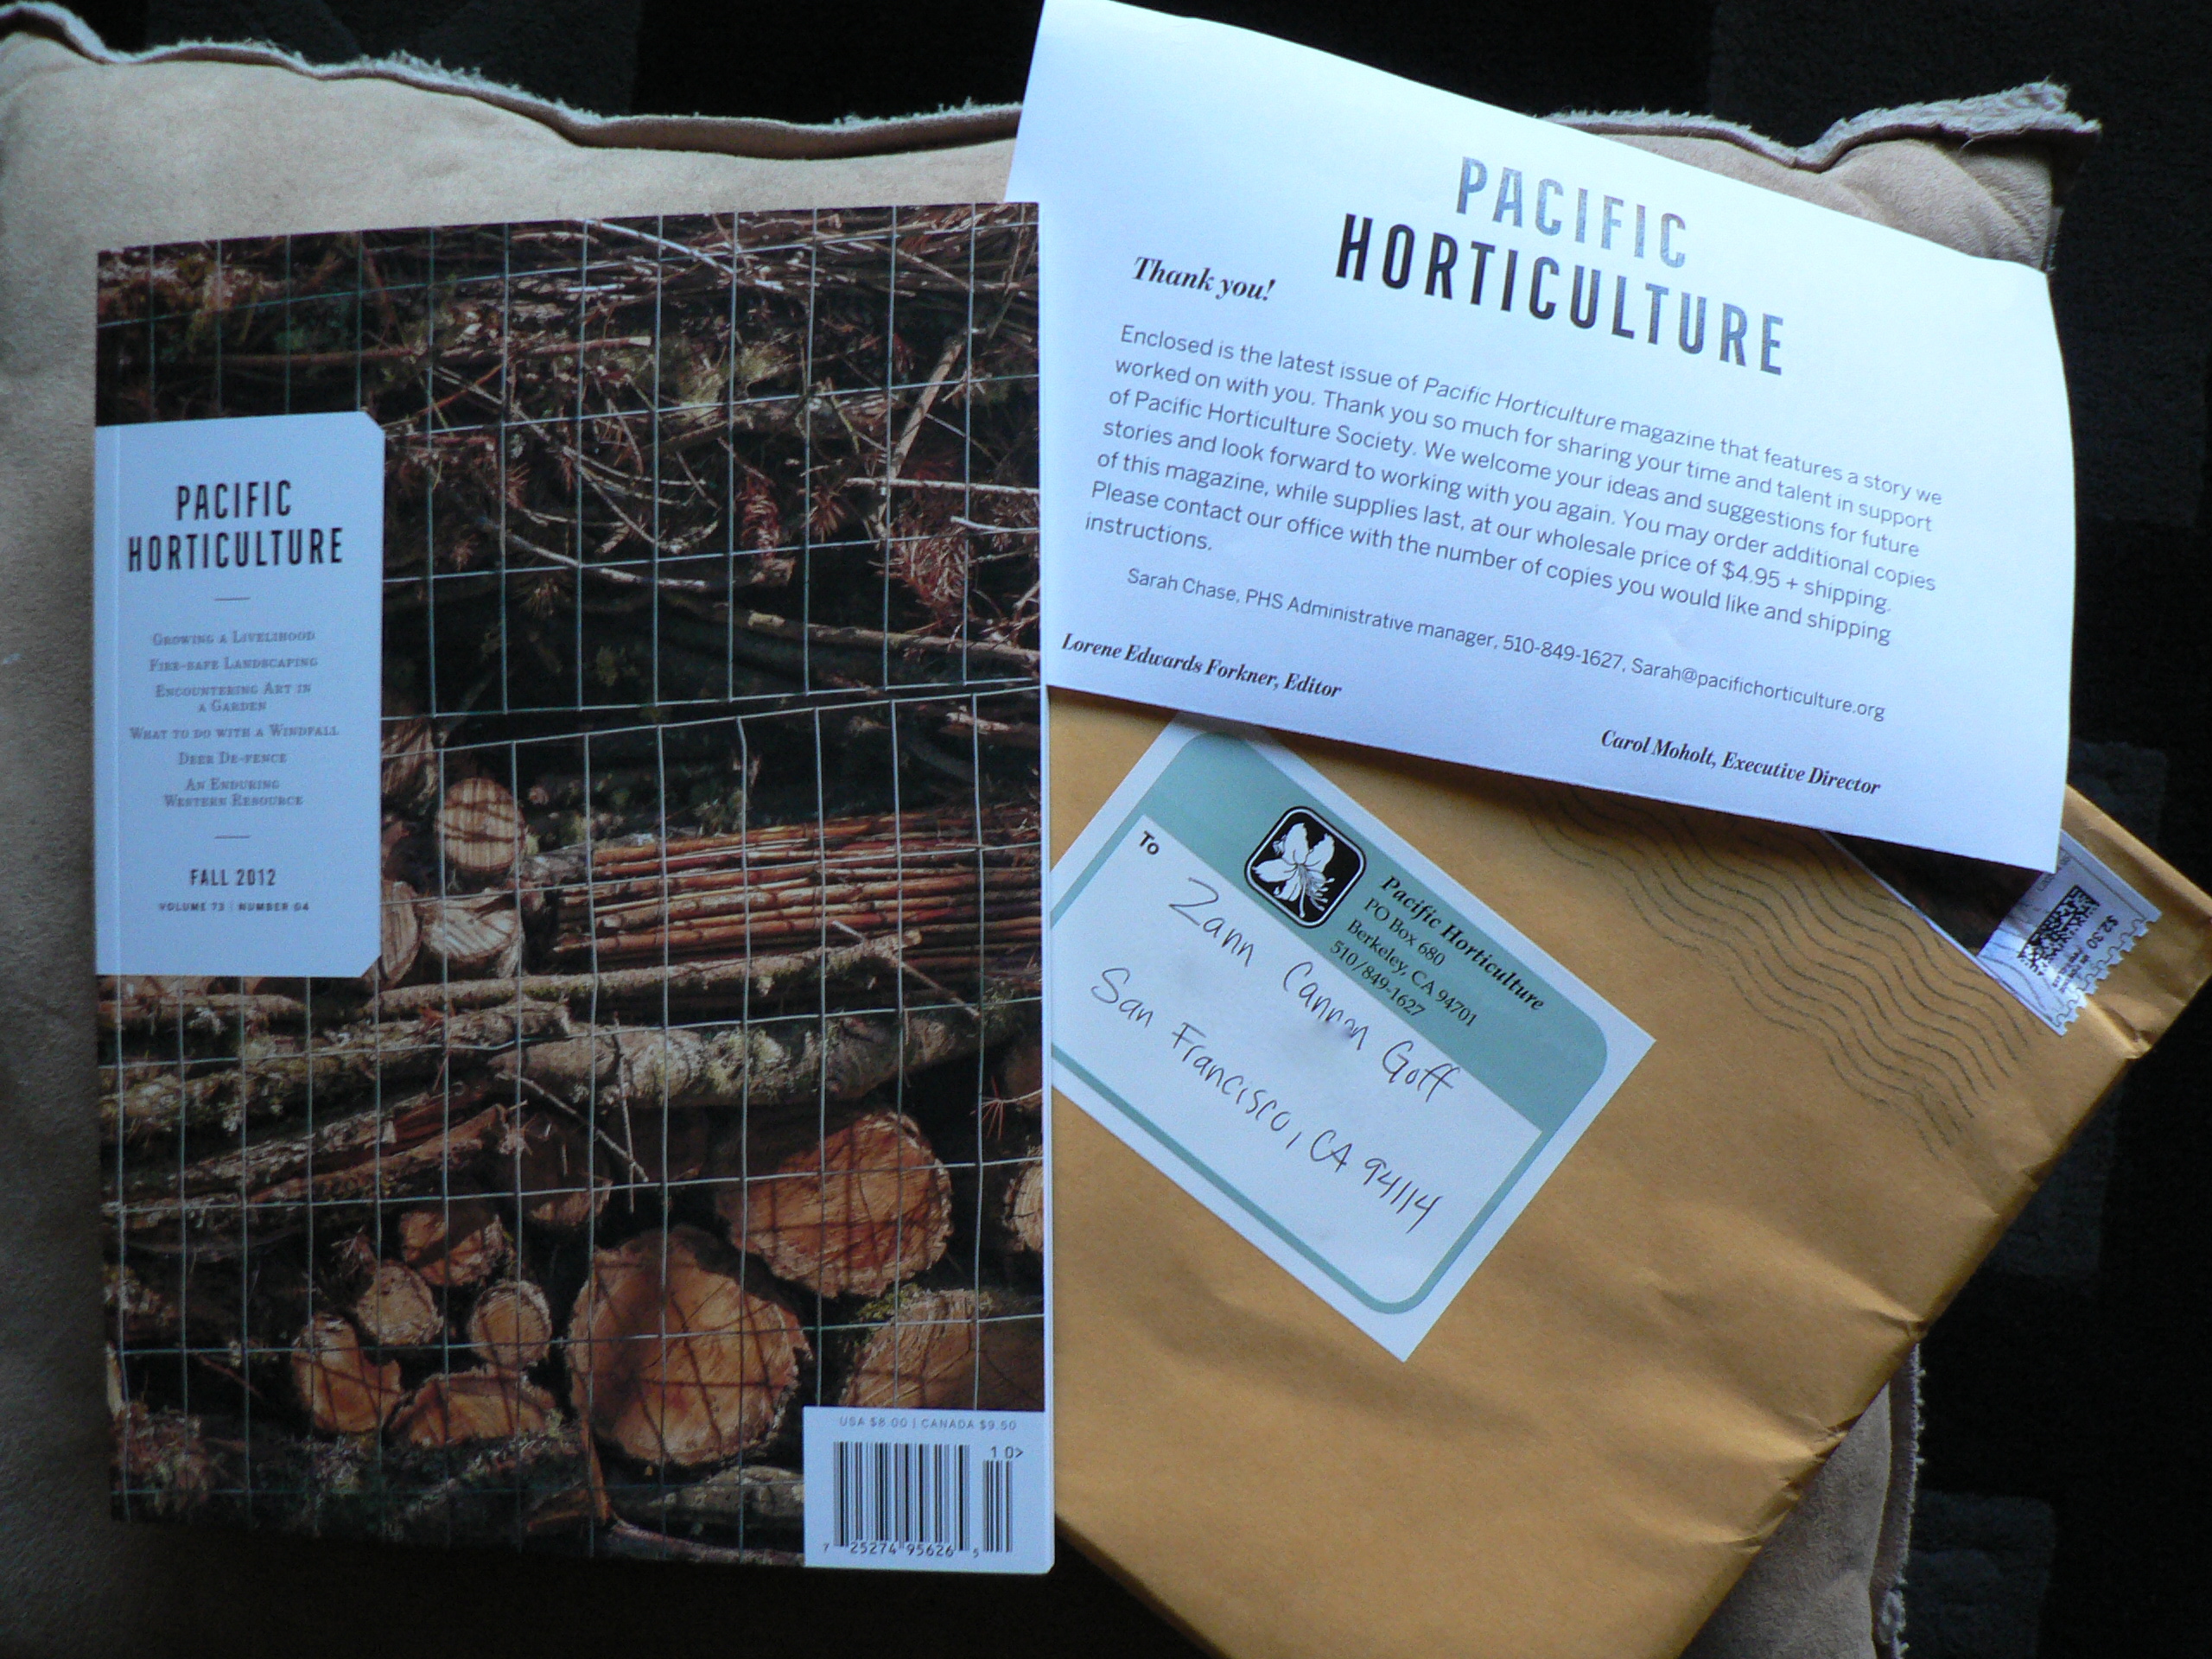 PACIFIC
HORTICULTURE
GROWING A LIVELIHOOD
FIRE-SAFE LANDSCAPING
ENCOUNTERING ART IN
A GARDEN
WHAT TO DO WITH A WINDFALL
DEER DE-FENCE
AN ENDURING
WESTERN RESOURCE
FALL 2012
VOLUME 73 | NUMBER 04
USA $8.00 | CANADA $9.50
10>
7 25274 95626 5
PACIFIC
HORTICULTURE
Thank you!
Enclosed is the latest issue of Pacific Horticulture magazine that features a story we
worked on with you. Thank you so much for sharing your time and talent in support
of Pacific Horticulture Society. We welcome your ideas and suggestions for future
stories and look forward to working with you again. You may order additional copies
of this magazine, while supplies last, at our wholesale price of $4.95 + shipping.
Please contact our office with the number of copies you would like and shipping
instructions.
Sarah Chase, PHS Administrative manager, 510-849-1627, Sarah@pacifichorticulture.org
Lorene Edwards Forkner, Editor
Carol Moholt, Executive Director
Pacific Horticulture
PO Box 680
Berkeley, CA 94701
510/849-1627
To
Zann Cannon Goff
San Francisco, CA 94114
$2.30